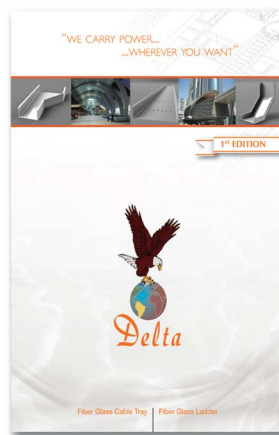 "WE CARRY POWER...
...WHEREVER YOU WANT"
1ST EDITION
Delta
Fiber Glass Cable Tray | Fiber Glass Ladder